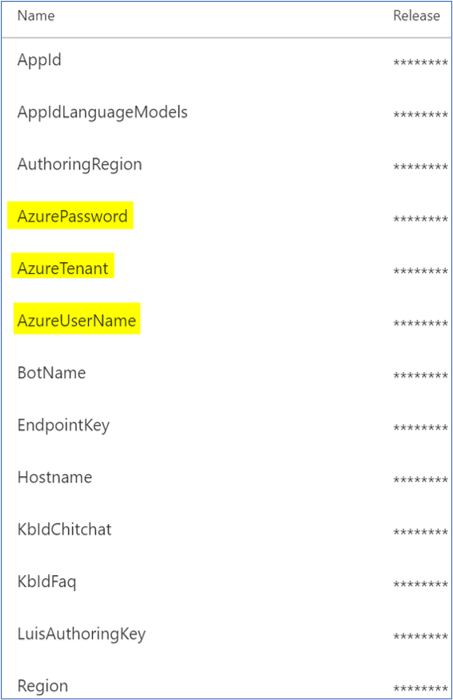 Name Release
AppId ********
AppIdLanguageModels ********
AuthoringRegion ********
AzurePassword ********
AzureTenant ********
AzureUserName ********
BotName ********
EndpointKey ********
Hostname ********
KbIdChitchat ********
KbIdFaq ********
LuisAuthoringKey ********
Region ********